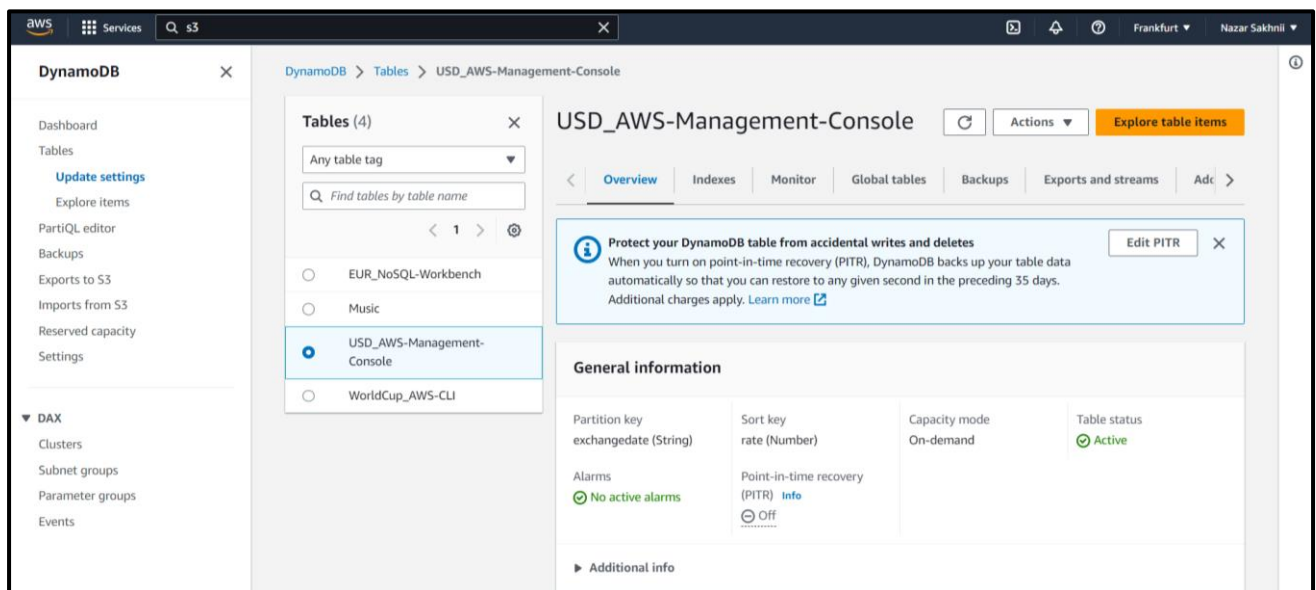 aws
Services
s3
Frankfurt
Nazar Sakhnii
DynamoDB
Dashboard
Tables
Update settings
Explore items
PartiQL editor
Backups
Exports to S3
Imports from S3
Reserved capacity
Settings
DAX
Clusters
Subnet groups
Parameter groups
Events
DynamoDB > Tables > USD_AWS-Management-Console
Tables (4)
Any table tag
Find tables by table name
1
EUR_NoSQL-Workbench
Music
USD_AWS-Management-
Console
WorldCup_AWS-CLI
USD_AWS-Management-Console
Actions
Explore table items
Overview
Indexes
Monitor
Global tables
Backups
Exports and streams
Protect your DynamoDB table from accidental writes and deletes
When you turn on point-in-time recovery (PITR), DynamoDB backs up your table data
automatically so that you can restore to any given second in the preceding 35 days.
Additional charges apply. Learn more
Edit PITR
General information
Partition key
exchangedate (String)
Sort key
rate (Number)
Capacity mode
On-demand
Table status
Active
Alarms
No active alarms
Point-in-time recovery
(PITR) Info
Off
Additional info